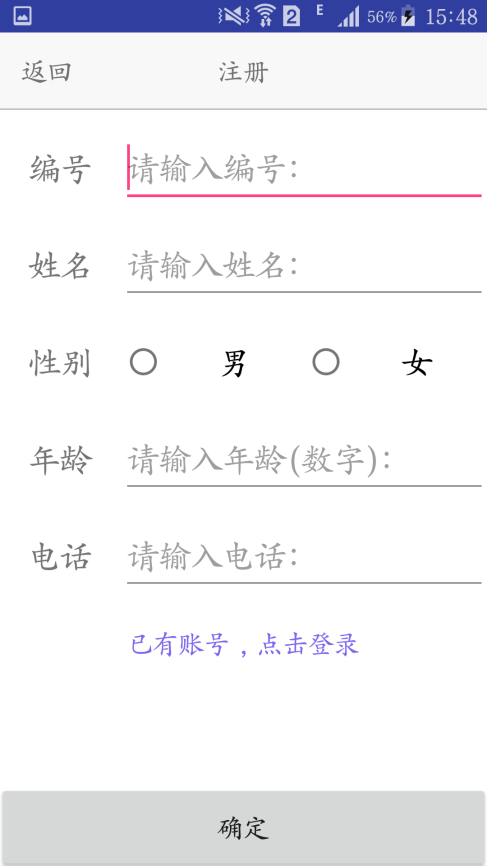 2 E 56% 15:48
返回 注册
编号 请输入编号:
姓名 请输入姓名:
性别 男 女
年龄 请输入年龄(数字):
电话 请输入电话:
已有账号，点击登录
确定